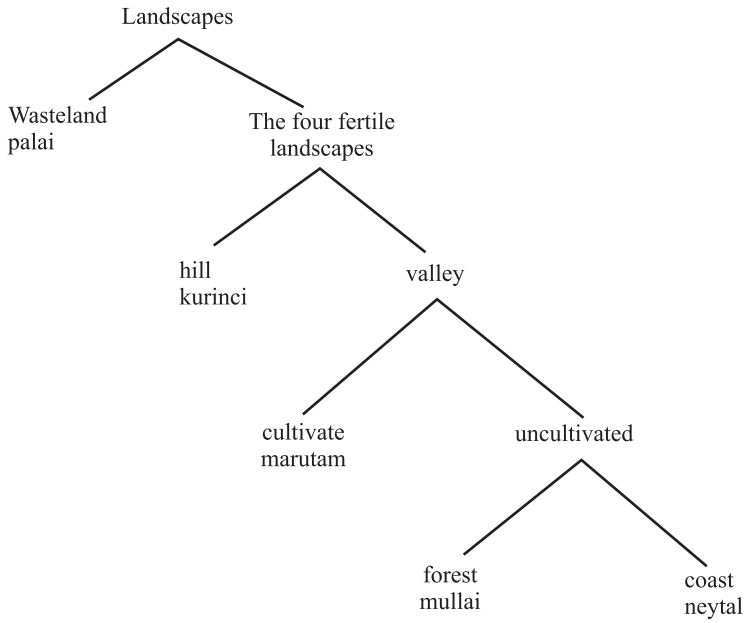 Landscapes
Wasteland
palai
The four fertile
landscapes
hill
kurinci
valley
cultivate
marutam
uncultivated
forest
mullai
coast
neytal